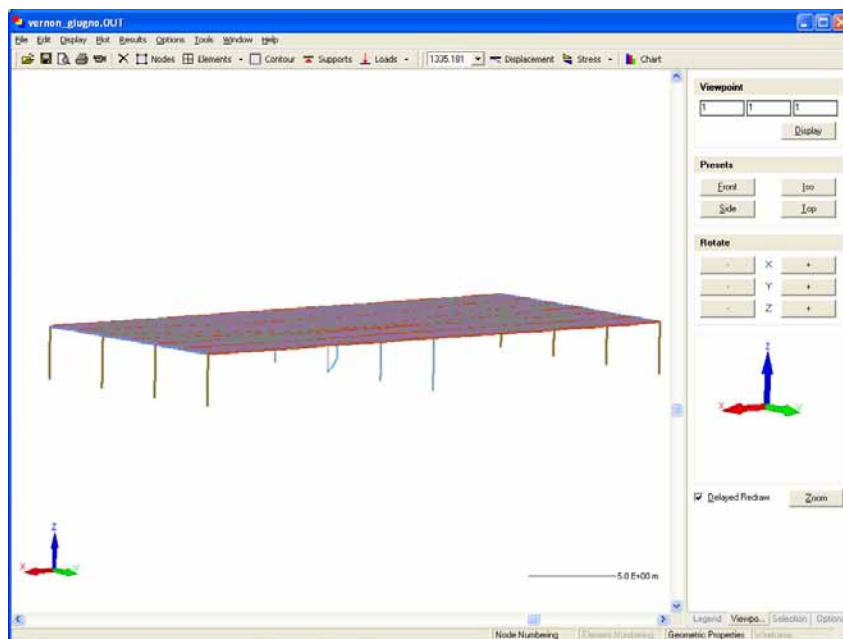 vernon_giugno.OUT
File Edit Display Plot Results Options Tools Window Help
Nodes Elements Contour Supports Loads 1335.181 Displacement Stress Chart
Viewpoint
1 1 1
Display
Presets
Front Iso
Side Top
Rotate
- X +
- Y +
- Z +
Z
X Y
Delayed Redraw Zoom
Z
X Y
5.0 E+00 m
Legend Viewpo... Selection Option
Node Numbering Element Numbering Geometric Properties Wireframe